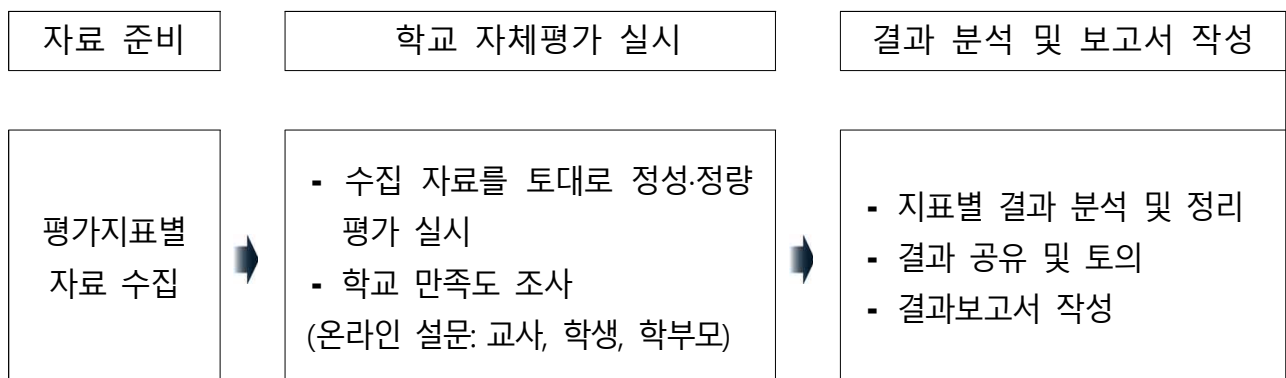 자료 준비
학교 자체평가 실시
결과 분석 및 보고서 작성
평가지표별
자료 수집
- 수집 자료를 토대로 정성·정량
평가 실시
- 학교 만족도 조사
(온라인 설문: 교사, 학생, 학부모)
- 지표별 결과 분석 및 정리
- 결과 공유 및 토의
- 결과보고서 작성